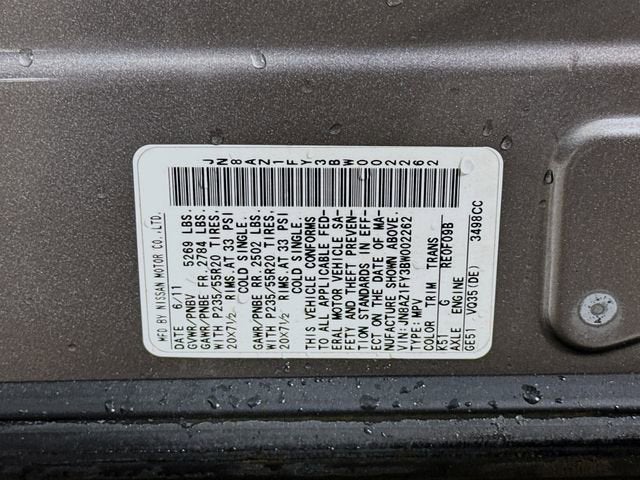 JN8AZ1FY3BW002262
MFD. BY NISSAN MOTOR CO.,LTD.
DATE 6/11
GVWR/PNBV 5269 LBS.
GAWR/PNBE FR.2784 LBS.
WITH P235/55R20 TIRES.
20X7½ RIMS.AT 33 PSI
COLD SINGLE.
GAWR/PNBE RR.2502 LBS.
WITH P235/55R20 TIRES.
20X7½ RIMS.AT 33 PSI
COLD SINGLE.
THIS VEHICLE CONFORMS
TO ALL APPLICABLE FED-
ERAL MOTOR VEHICLE SA-
FETY AND THEFT PREVEN-
TION STANDARDS IN EFF-
ECT ON THE DATE OF MA-
NUFACTURE SHOWN ABOVE.
VIN:JN8AZ1FY3BW002262
TYPE:MPV
COLOR TRIM TRANS
K51 G RE0F09B
AXLE ENGINE
GE51 VQ35(DE) 3498CC